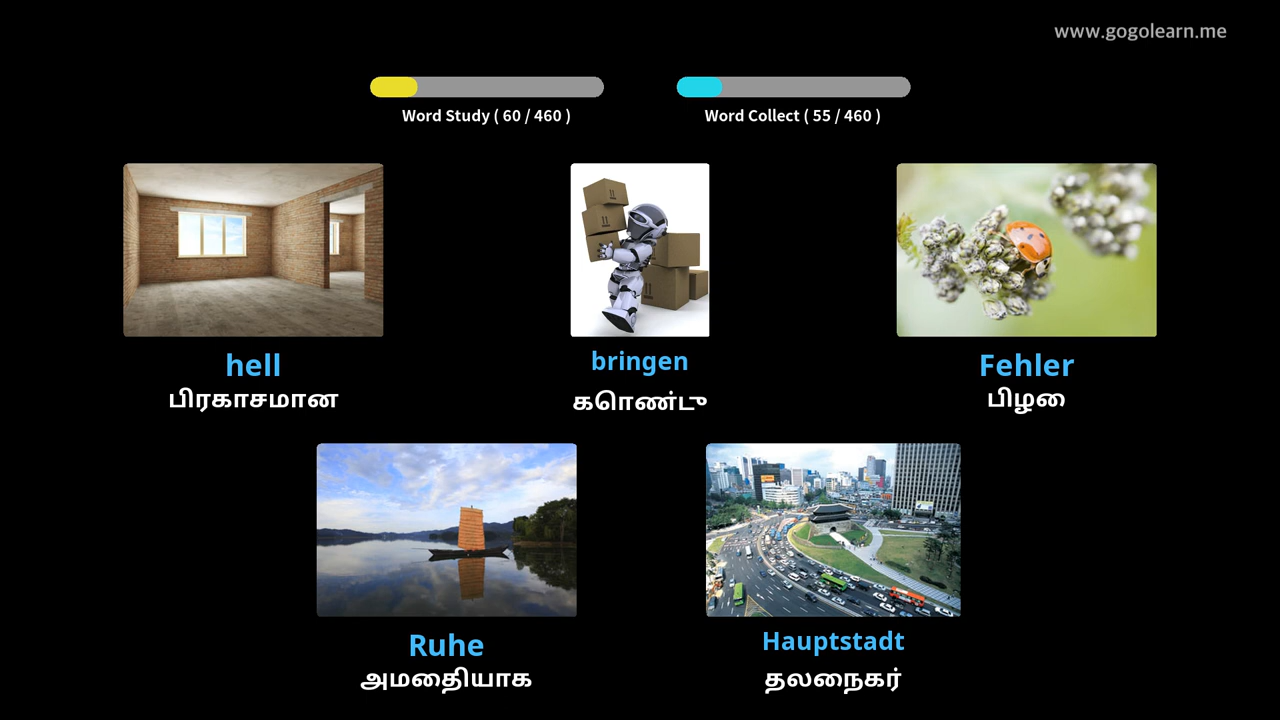 www.gogolearn.me
Word Study ( 60 / 460 )
Word Collect ( 55 / 460 )
hell
பிரகாசமான
bringen
கொண்டு
Fehler
பிழை
Ruhe
அமைதியாக
Hauptstadt
தலைநகர்